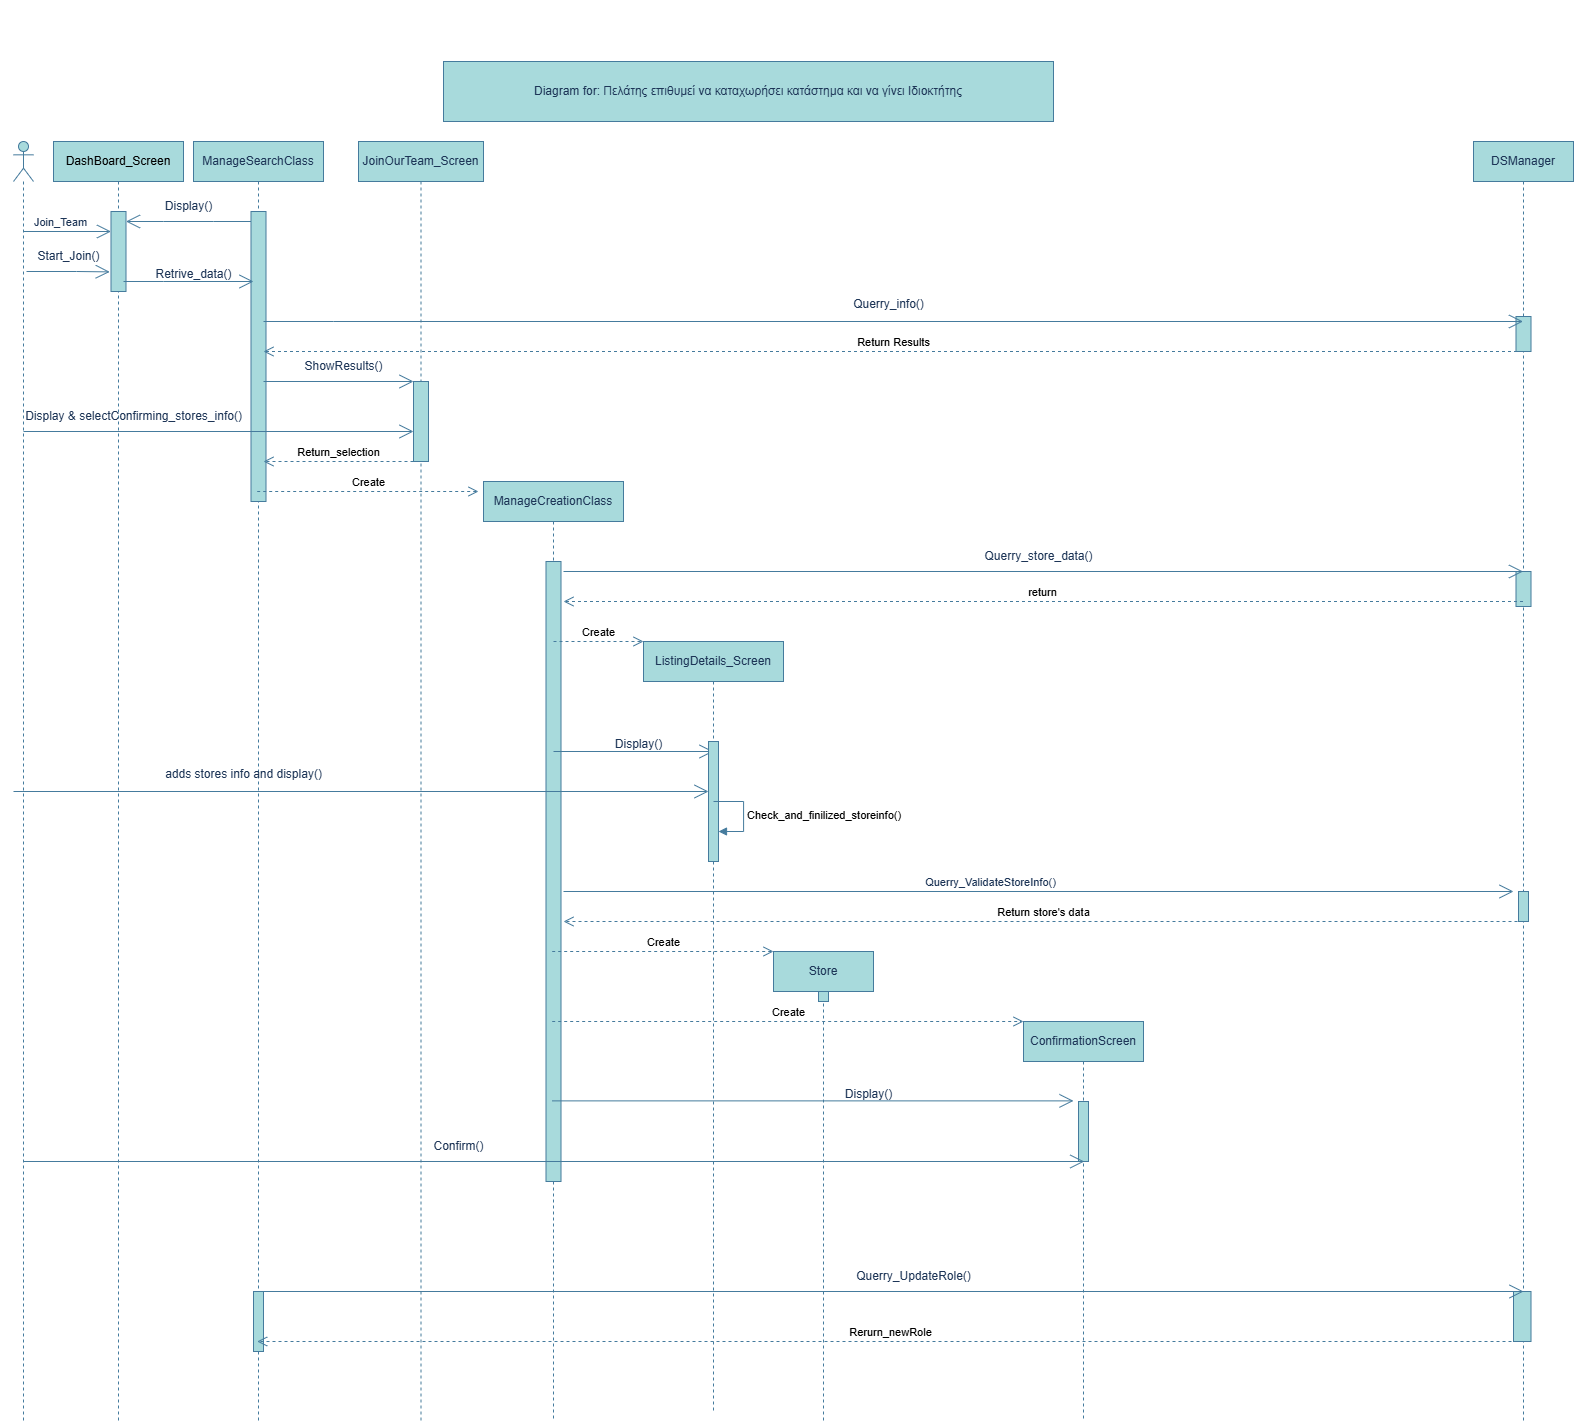 Diagram for: Πελάτης επιθυμεί να καταχωρήσει κατάστημα και να γίνει Ιδιοκτήτης
DashBoard_Screen
ManageSearchClass
JoinOurTeam_Screen
DSManager
Display()
Join_Team
Start_Join()
Retrive_data()
Querry_info()
Return Results
ShowResults()
Display & selectConfirming_stores_info()
Return_selection
Create
ManageCreationClass
Querry_store_data()
return
Create
ListingDetails_Screen
Display()
adds stores info and display()
Check_and_finilized_storeinfo()
Querry_ValidateStoreInfo()
Return store's data
Create
Store
Create
ConfirmationScreen
Display()
Confirm()
Querry_UpdateRole()
Rerurn_newRole